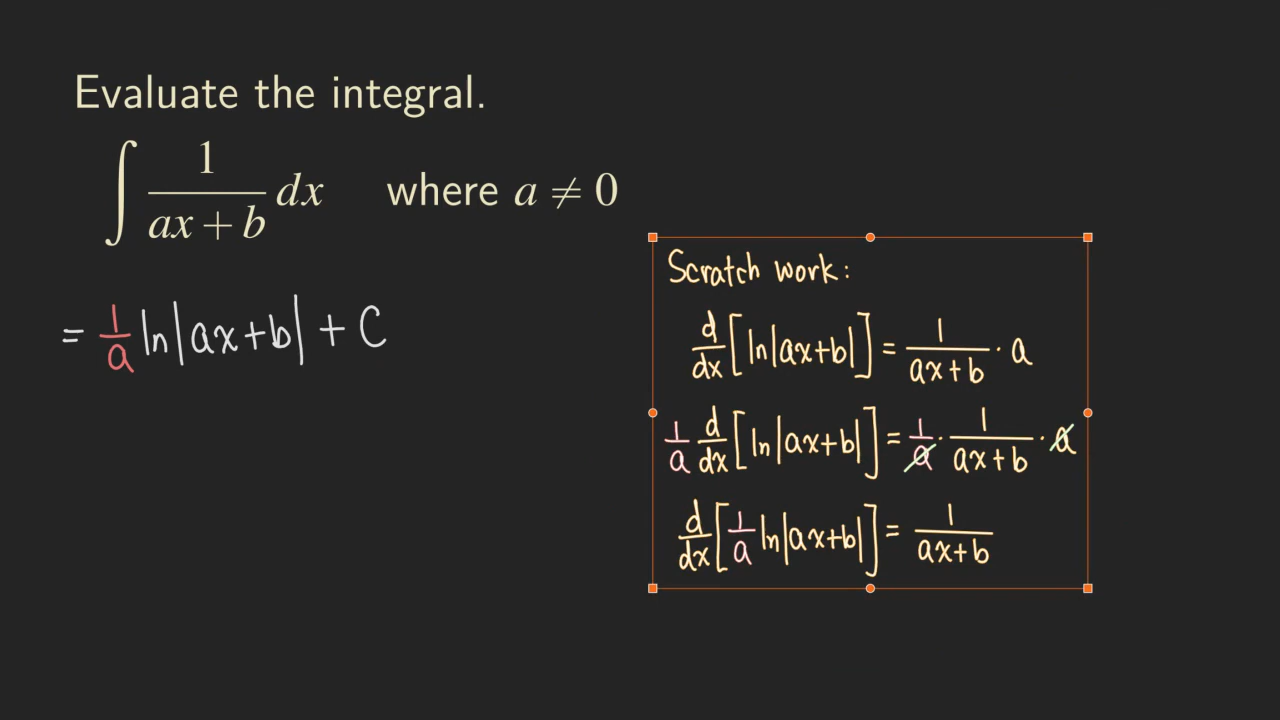 Evaluate the integral.
∫ 1/(ax + b) dx where a ≠ 0
= 1/a ln|ax+b| + C
Scratch work:
d/dx [ln|ax+b|] = 1/(ax+b) · a
1/a d/dx [ln|ax+b|] = 1/a · 1/(ax+b) · a
d/dx [1/a ln|ax+b|] = 1/(ax+b)